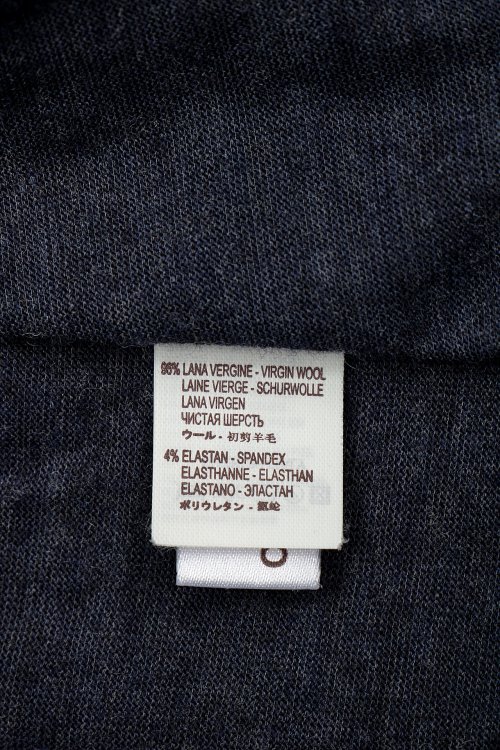 96% LANA VERGINE - VIRGIN WOOL
LAINE VIERGE - SCHURWOLLE
LANA VIRGEN
ЧИСТАЯ ШЕРСТЬ
ウール - 初剪羊毛
4% ELASTAN - SPANDEX
ELASTHANNE - ELASTHAN
ELASTANO - ЭЛАСТАН
ポリウレタン - 氨纶